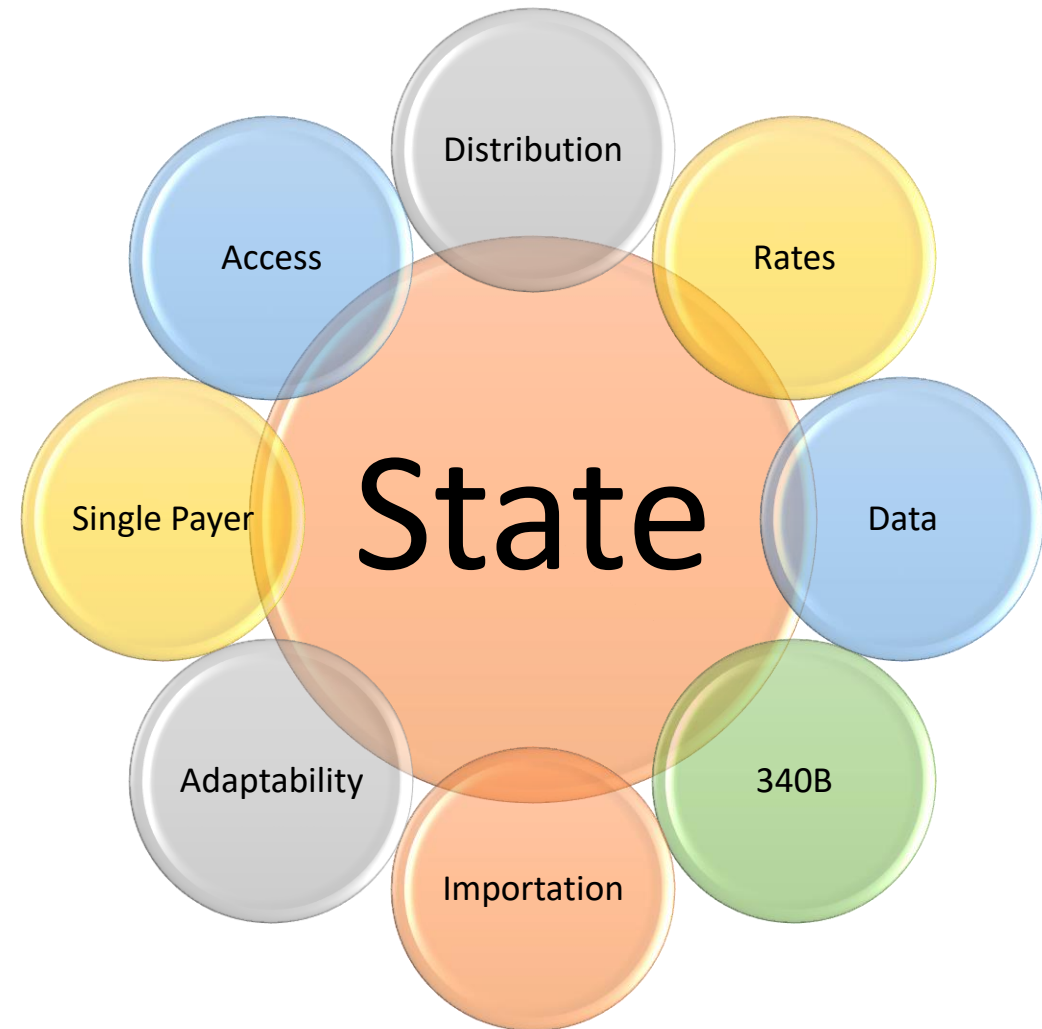 Distribution
Access
Rates
State
Single Payer
Data
Adaptability
340B
Importation